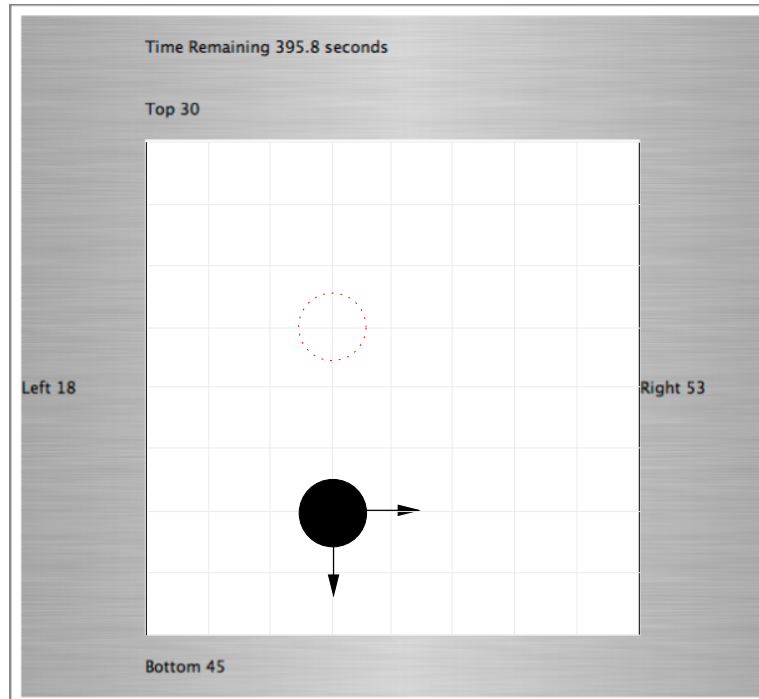 Time Remaining 395.8 seconds
Top 30
Left 18
Right 53
Bottom 45